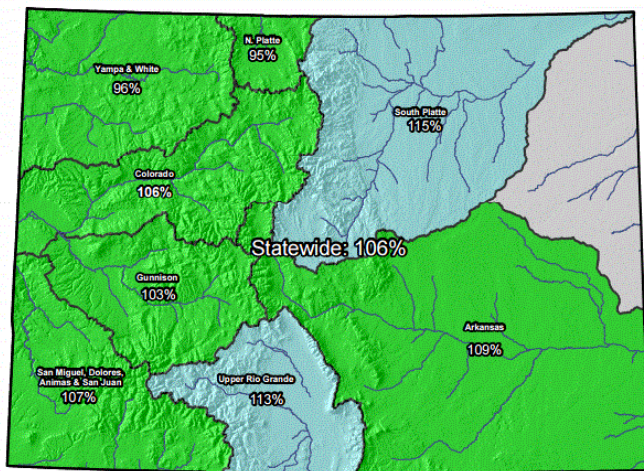 N. Platte
95%
Yampa & White
96%
South Platte
115%
Colorado
106%
Statewide: 106%
Gunnison
103%
Arkansas
109%
San Miguel, Dolores,
Animas & San Juan
107%
Upper Rio Grande
113%